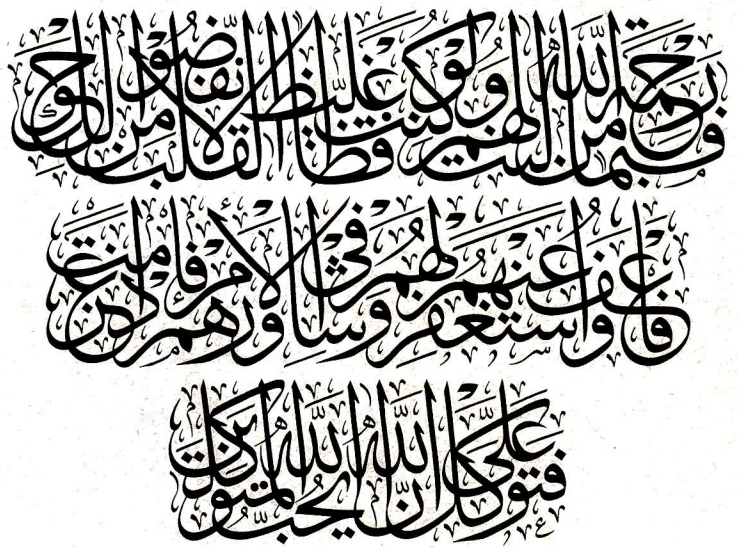 فبما رحمة من الله لنت لهم ولو كنت فظا غليظ القلب لانفضوا من حولك
فاعف عنهم واستغفر لهم وشاورهم في الأمر فإذا عزمت
فتوكل على الله إن الله يحب المتوكلين